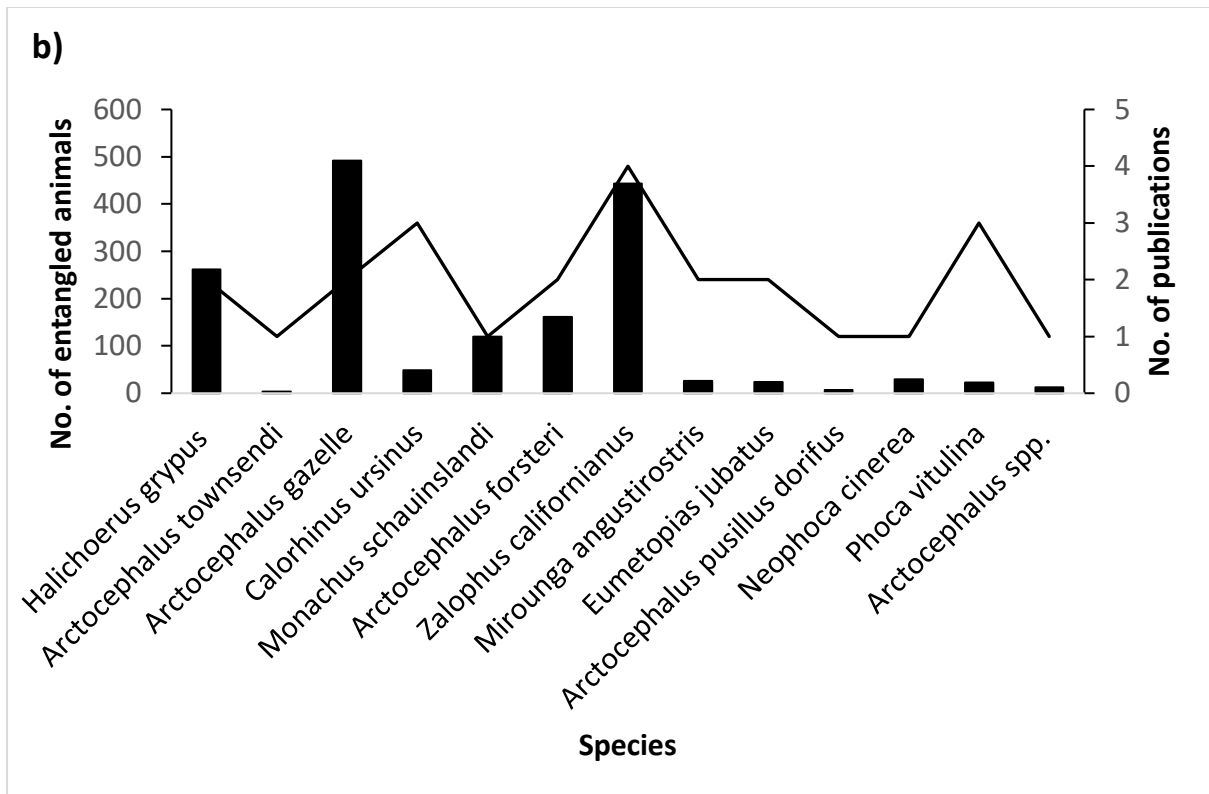 b)
No. of entangled animals
600
500
400
300
200
100
0
5
4
3
2
1
0
No. of publications
Halichoerus grypus
Arctocephalus townsendi
Arctocephalus gazelle
Calorhinus ursinus
Monachus schauinslandi
Arctocephalus forsteri
Zalophus californianus
Mirounga angustirostris
Eumetopias jubatus
Arctocephalus pusillus dorifus
Neophoca cinerea
Phoca vitulina
Arctocephalus spp.
Species